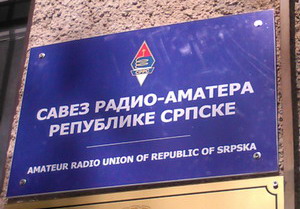 САВЕЗ РАДИО-АМАТЕРА
РЕПУБЛИКЕ СРПСКЕ
AMATEUR RADIO UNION OF REPUBLIC OF SRPSKA